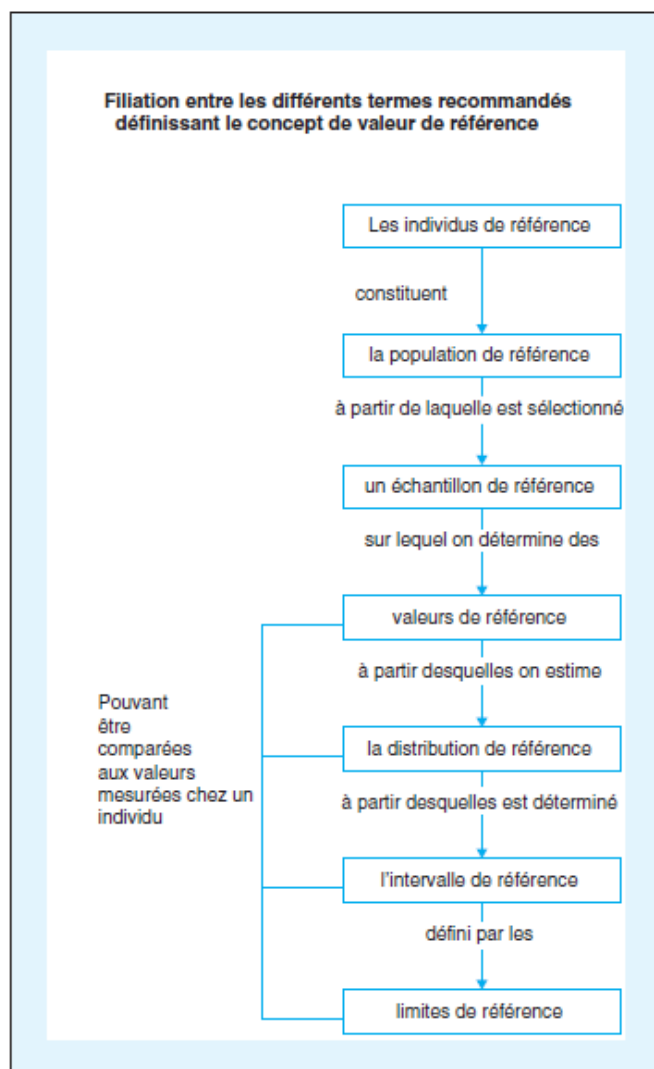 Filiation entre les différents termes recommandés
définissant le concept de valeur de référence
Les individus de référence
constituent
la population de référence
à partir de laquelle est sélectionné
un échantillon de référence
sur lequel on détermine des
valeurs de référence
à partir desquelles on estime
Pouvant
être
comparées
aux valeurs
mesurées chez un
individu
la distribution de référence
à partir desquelles est déterminé
l'intervalle de référence
défini par les
limites de référence